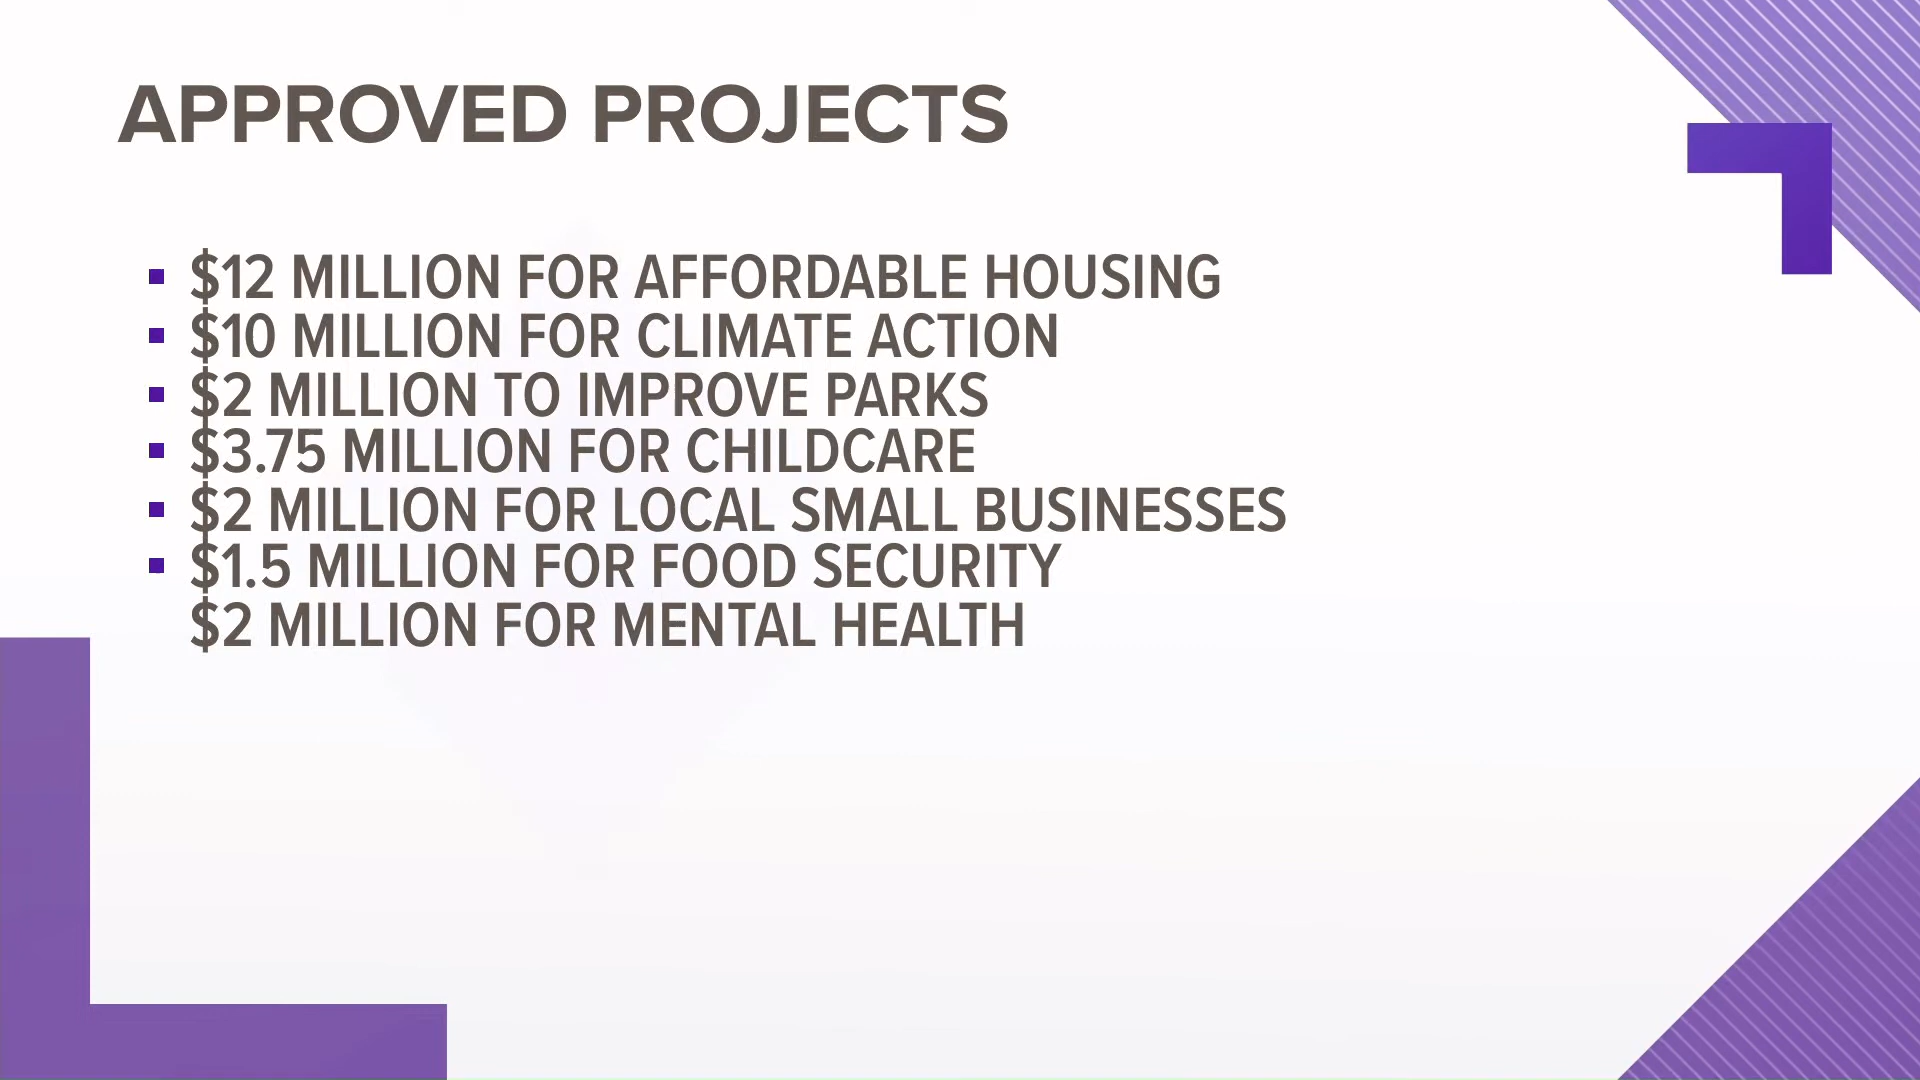 APPROVED PROJECTS
▪ $12 MILLION FOR AFFORDABLE HOUSING
▪ $10 MILLION FOR CLIMATE ACTION
▪ $2 MILLION TO IMPROVE PARKS
▪ $3.75 MILLION FOR CHILDCARE
▪ $2 MILLION FOR LOCAL SMALL BUSINESSES
▪ $1.5 MILLION FOR FOOD SECURITY
$2 MILLION FOR MENTAL HEALTH